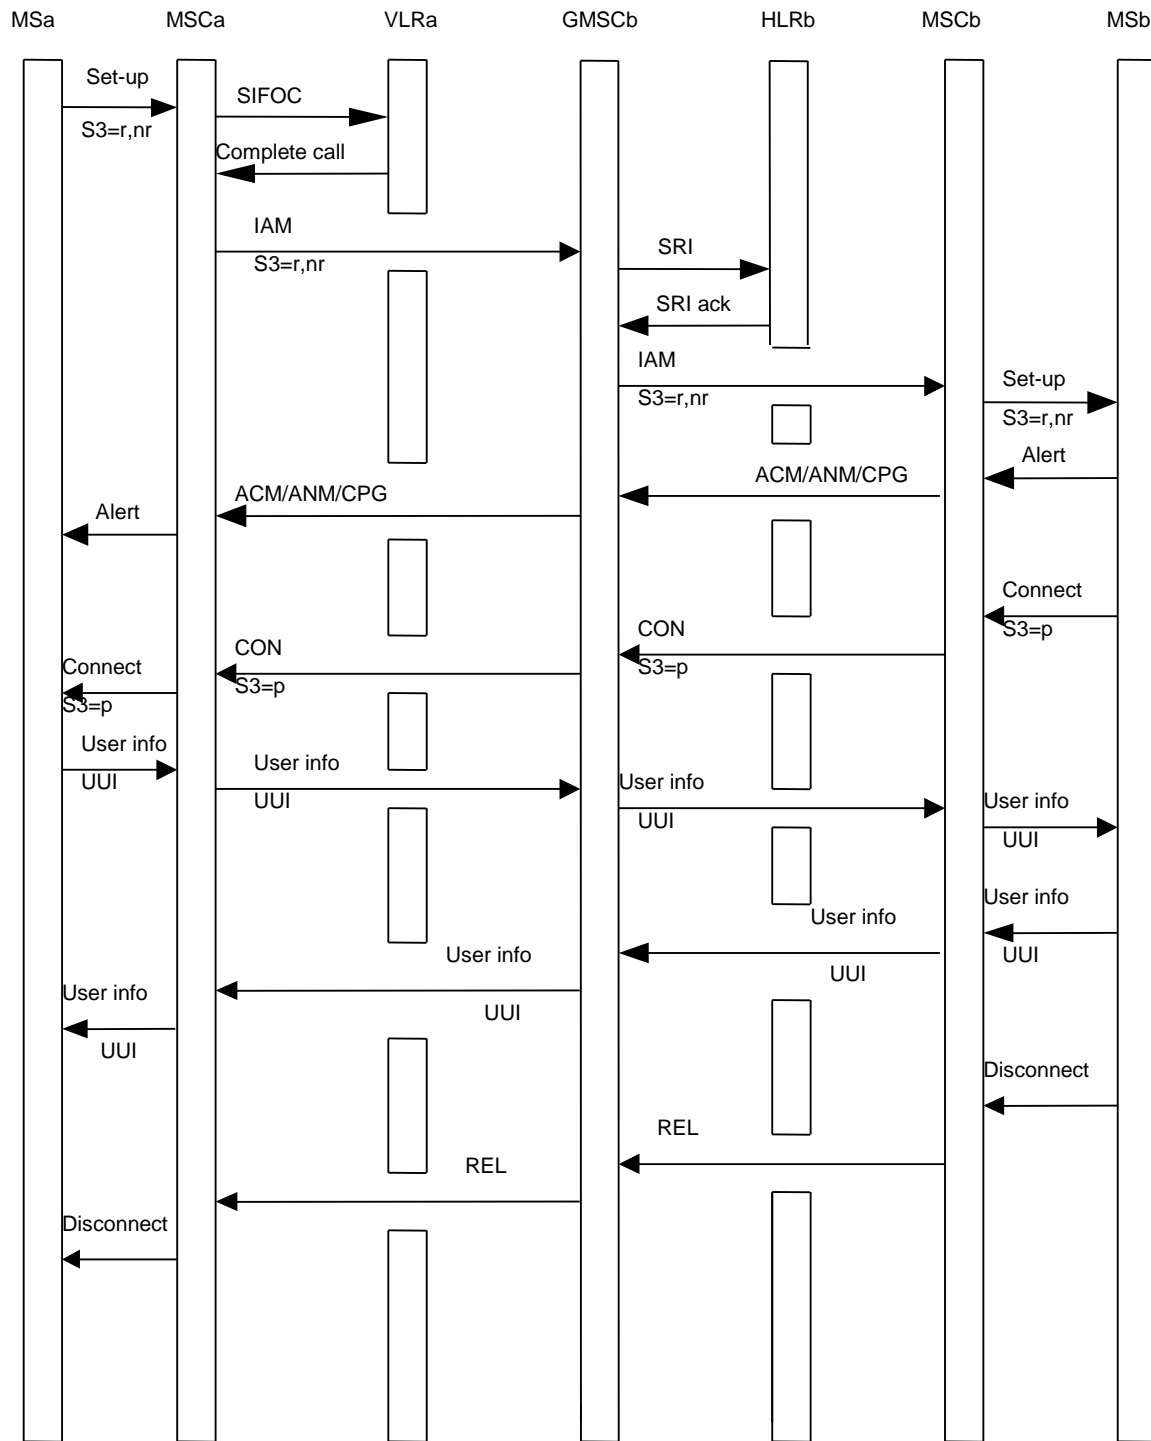 MSa MSCa VLRa GMSCb HLRb MSCb MSb
Set-up
S3=r,nr
SIFOC
Complete call
IAM
S3=r,nr
SRI
SRI ack
IAM
S3=r,nr
Set-up
S3=r,nr
Alert
ACM/ANM/CPG
ACM/ANM/CPG
Alert
Connect
S3=p
CON
S3=p
CON
S3=p
Connect
S3=p
User info
UUI
User info
UUI
User info
UUI
User info
UUI
User info
UUI
User info
UUI
User info
UUI
User info
UUI
Disconnect
REL
REL
Disconnect